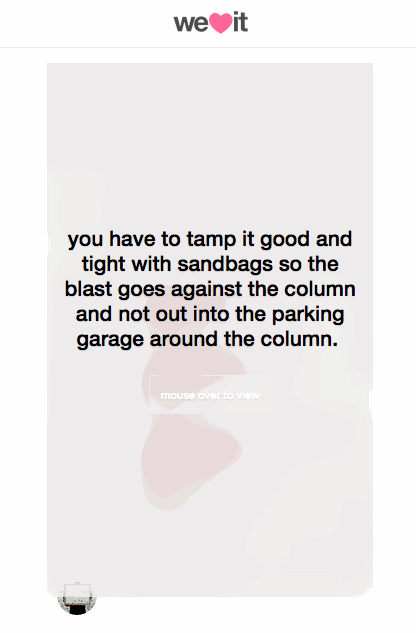 we it
you have to tamp it good and
tight with sandbags so the
blast goes against the column
and not out into the parking
garage around the column.
mouse over to view